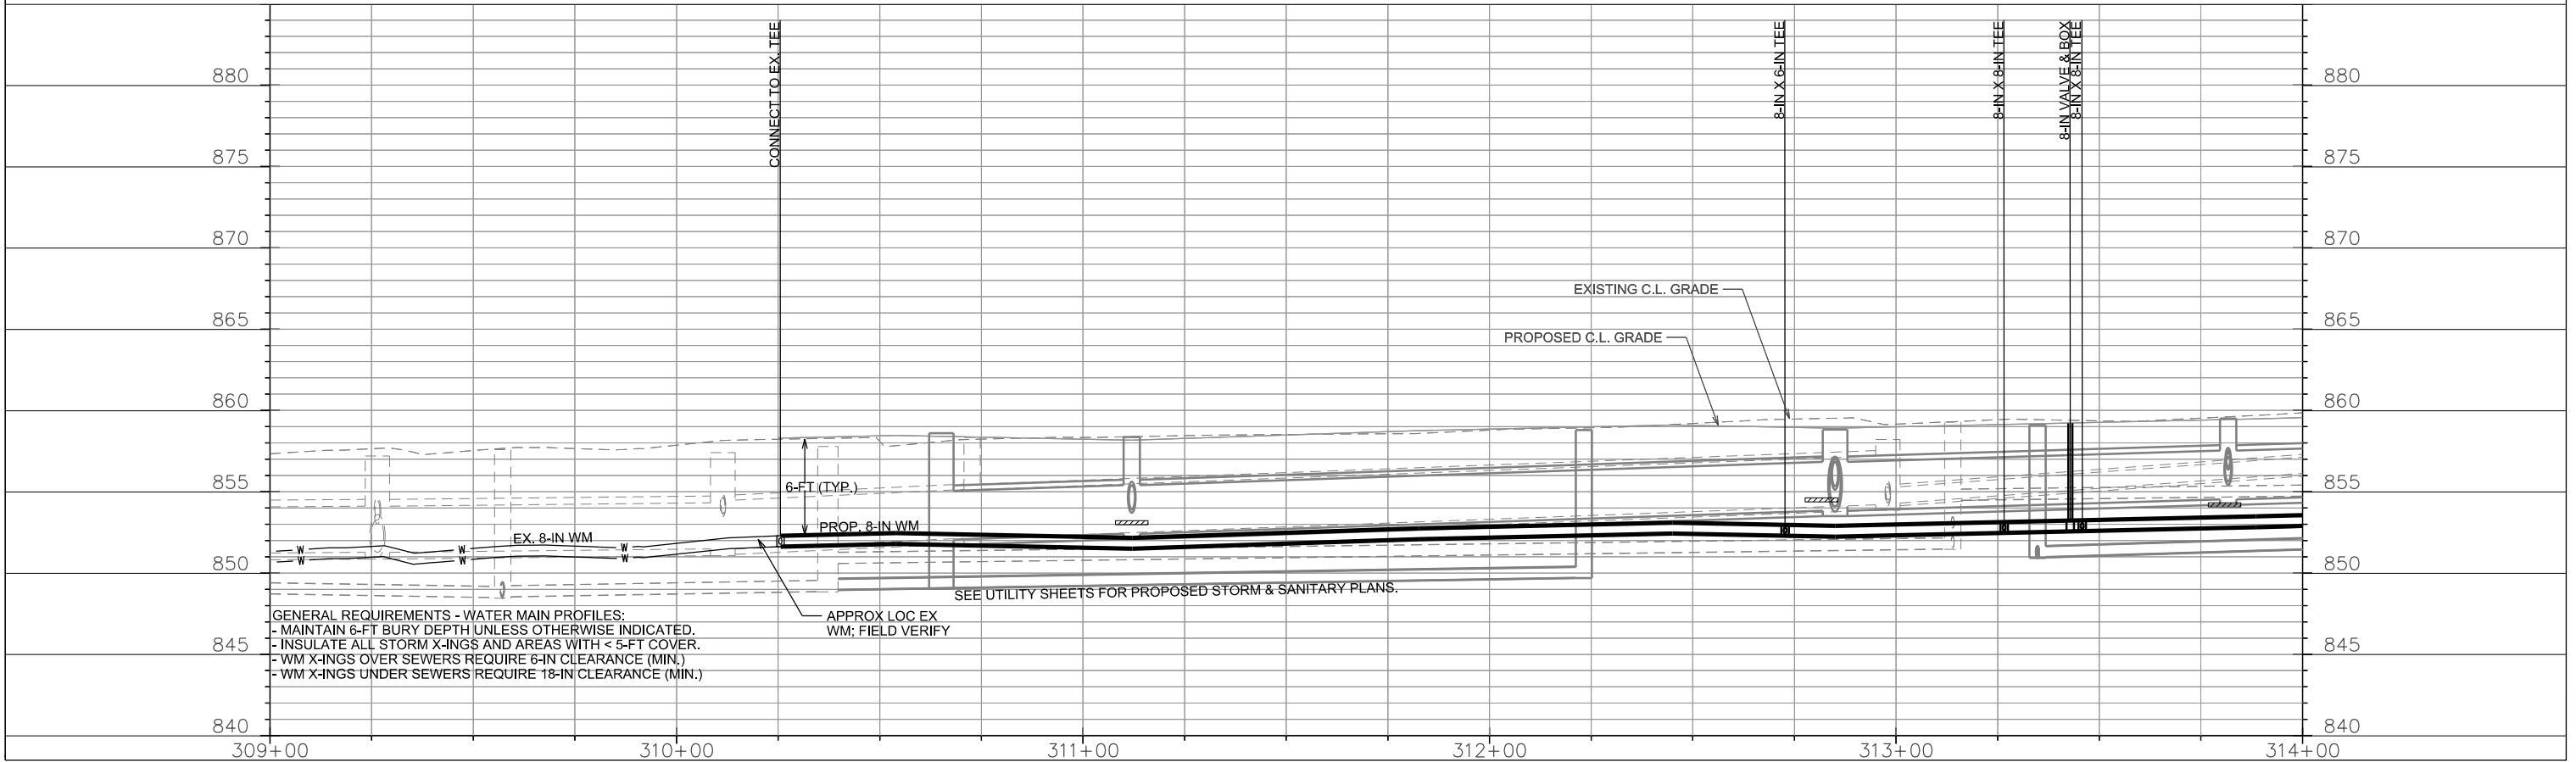 CONNECT TO EX. TEE
8-IN X 6-IN TEE
8-IN X 8-IN TEE
8-IN VALVE & BOX
8-IN X 8-IN TEE
880
880
875
875
870
870
EXISTING C.L. GRADE
865
865
PROPOSED C.L. GRADE
860
860
855
855
6-FT (TYP.)
PROP. 8-IN WM
EX. 8-IN WM
W W W
W W W
850
850
SEE UTILITY SHEETS FOR PROPOSED STORM & SANITARY PLANS.
APPROX LOC EX
WM; FIELD VERIFY
GENERAL REQUIREMENTS - WATER MAIN PROFILES:
- MAINTAIN 6-FT BURY DEPTH UNLESS OTHERWISE INDICATED.
- INSULATE ALL STORM X-INGS AND AREAS WITH < 5-FT COVER.
- WM X-INGS OVER SEWERS REQUIRE 6-IN CLEARANCE (MIN.)
- WM X-INGS UNDER SEWERS REQUIRE 18-IN CLEARANCE (MIN.)
845
845
840
840
309+00
310+00
311+00
312+00
313+00
314+00